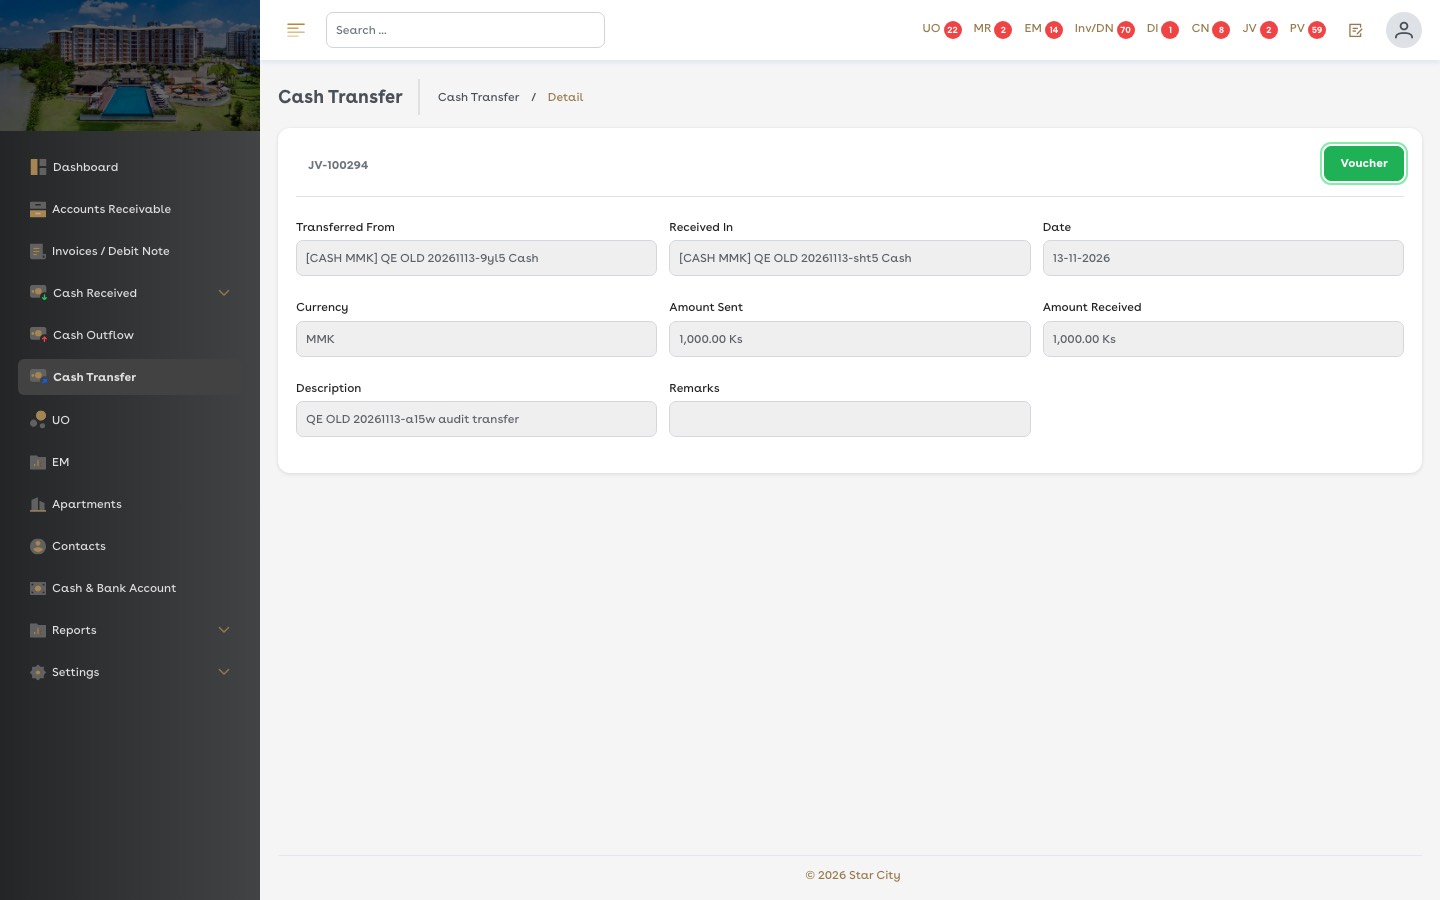 Search ...
UO 22 MR 2 EM 14 Inv/DN 70 DI 1 CN 8 JV 2 PV 59
Cash Transfer
Cash Transfer / Detail
Dashboard
Accounts Receivable
Invoices / Debit Note
Cash Received
Cash Outflow
Cash Transfer
UO
EM
Apartments
Contacts
Cash & Bank Account
Reports
Settings
JV-100294
Voucher
Transferred From
[CASH MMK] QE OLD 20261113-9yl5 Cash
Received In
[CASH MMK] QE OLD 20261113-sht5 Cash
Date
13-11-2026
Currency
MMK
Amount Sent
1,000.00 Ks
Amount Received
1,000.00 Ks
Description
QE OLD 20261113-a15w audit transfer
Remarks
© 2026 Star City